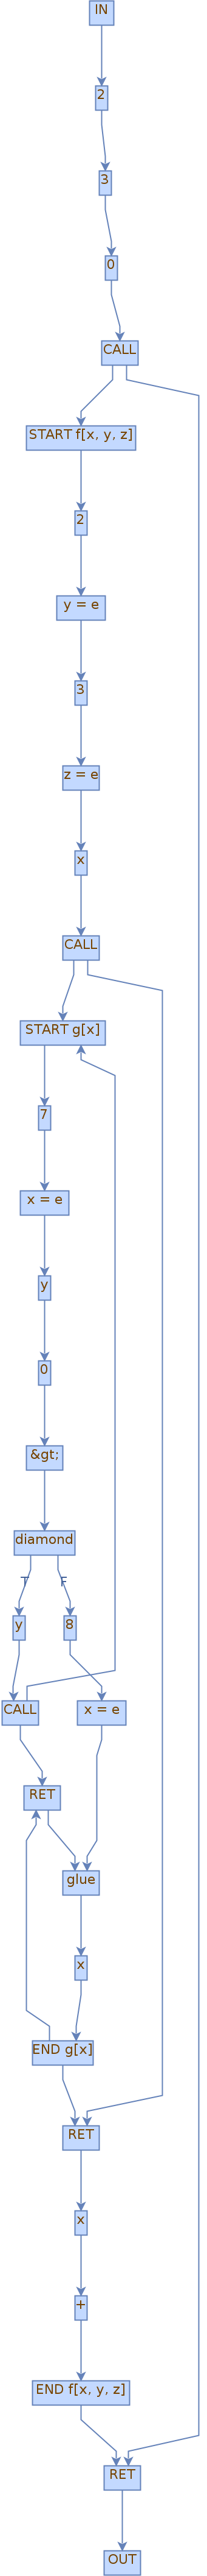 IN
2
3
0
CALL
START f[x, y, z]
2
y = e
3
z = e
x
CALL
START g[x]
7
x = e
y
0
&gt;
diamond
T F
y 8
CALL x = e
RET
glue
x
END g[x]
RET
x
+
END f[x, y, z]
RET
OUT